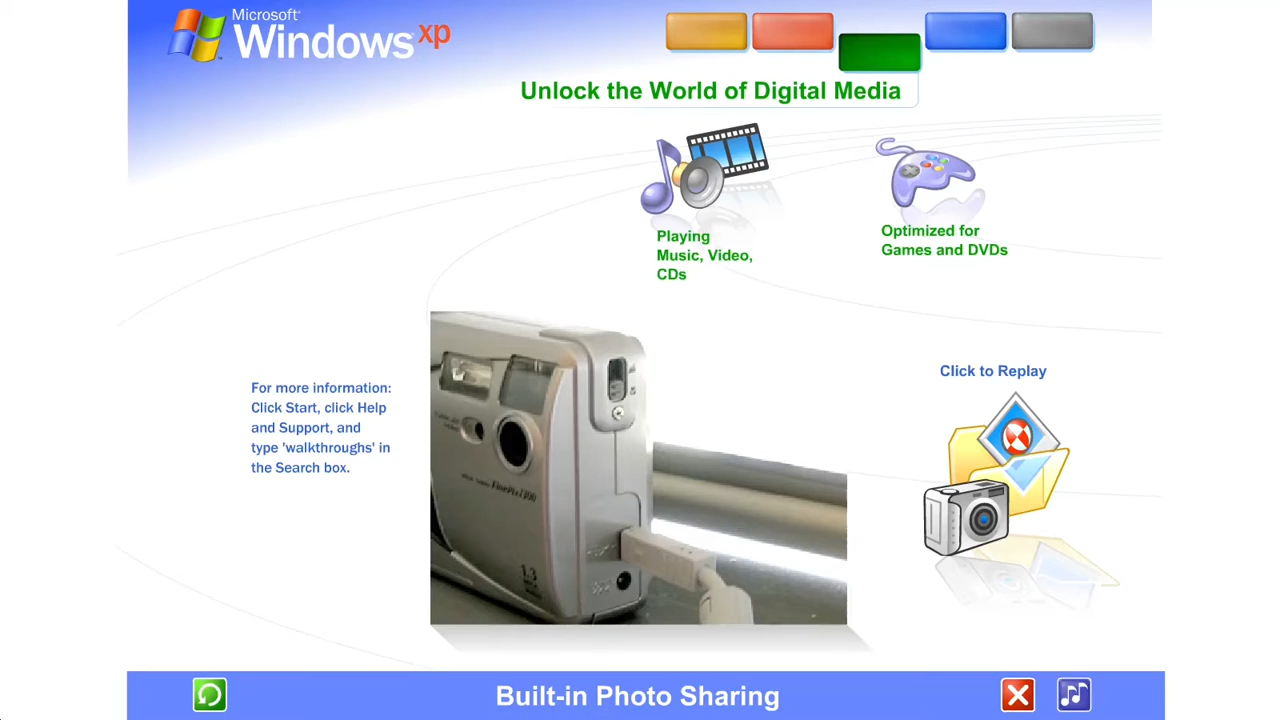 Microsoft
Windows xp
Unlock the World of Digital Media
Playing
Music, Video,
CDs
Optimized for
Games and DVDs
For more information:
Click Start, click Help
and Support, and
type 'walkthroughs' in
the Search box.
Click to Replay
1.3
Built-in Photo Sharing